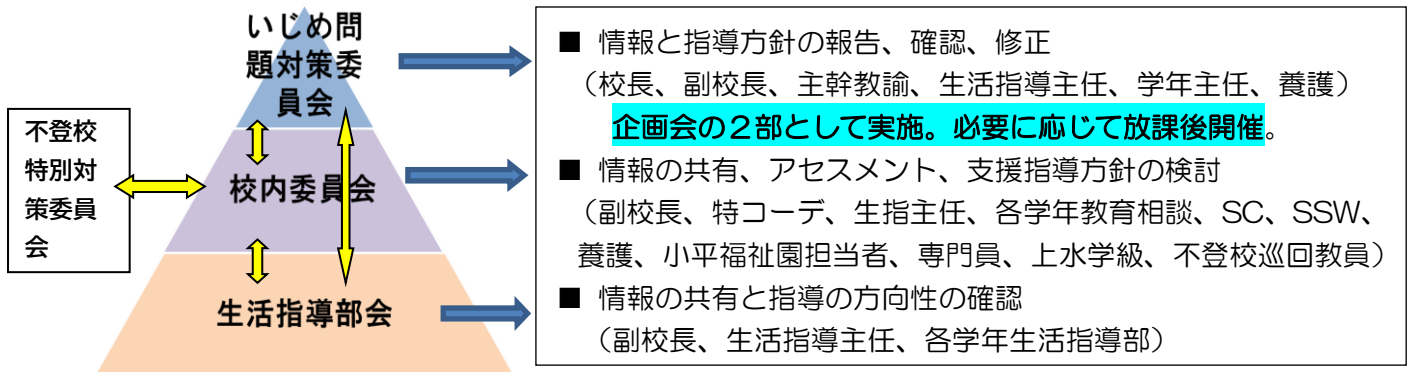 いじめ問
題対策委
員会
不登校
特別対
策委員
会
校内委員会
生活指導部会
■ 情報と指導方針の報告、確認、修正
（校長、副校長、主幹教諭、生活指導主任、学年主任、養護）
企画会の２部として実施。必要に応じて放課後開催。
■ 情報の共有、アセスメント、支援指導方針の検討
（副校長、特コーデ、生指主任、各学年教育相談、SC、SSW、
養護、小平福祉園担当者、専門員、上水学級、不登校巡回教員）
■ 情報の共有と指導の方向性の確認
（副校長、生活指導主任、各学年生活指導部）